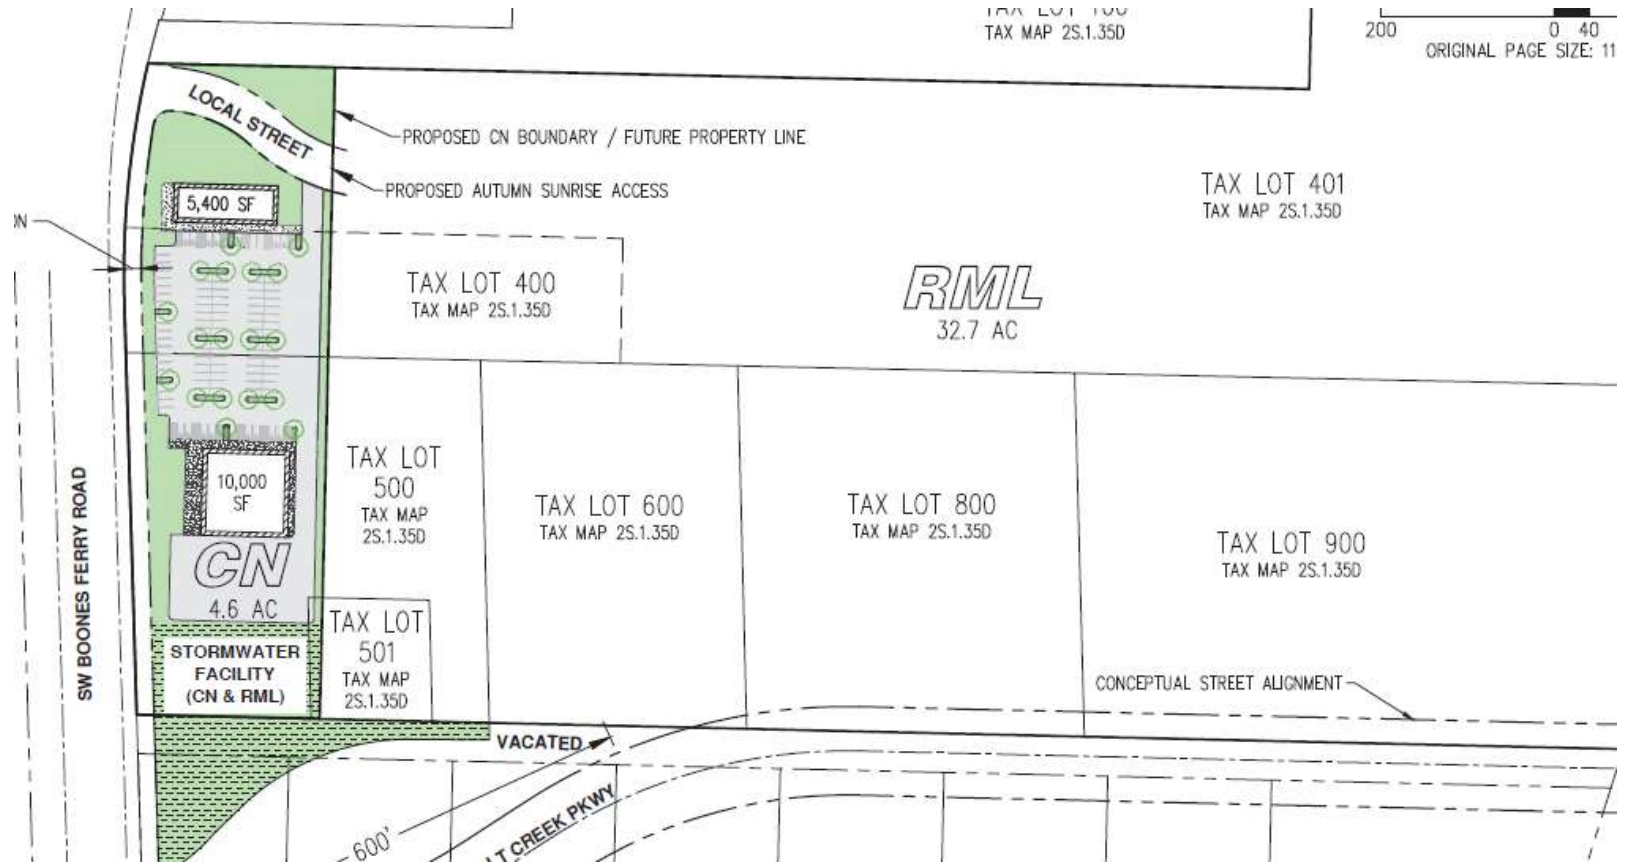 TAX MAP 2S.1.35D
200 0 40
ORIGINAL PAGE SIZE: 11
LOCAL STREET
PROPOSED CN BOUNDARY / FUTURE PROPERTY LINE
PROPOSED AUTUMN SUNRISE ACCESS
TAX LOT 401
TAX MAP 2S.1.35D
5,400 SF
TAX LOT 400
TAX MAP 2S.1.35D
RML
32.7 AC
SW BOONES FERRY ROAD
10,000
SF
CN
4.6 AC
TAX LOT
500
TAX MAP
2S.1.35D
TAX LOT 600
TAX MAP 2S.1.35D
TAX LOT 800
TAX MAP 2S.1.35D
TAX LOT 900
TAX MAP 2S.1.35D
TAX LOT
501
TAX MAP
2S.1.35D
STORMWATER
FACILITY
(CN & RML)
CONCEPTUAL STREET ALIGNMENT
VACATED
600'
CREEK PKWY